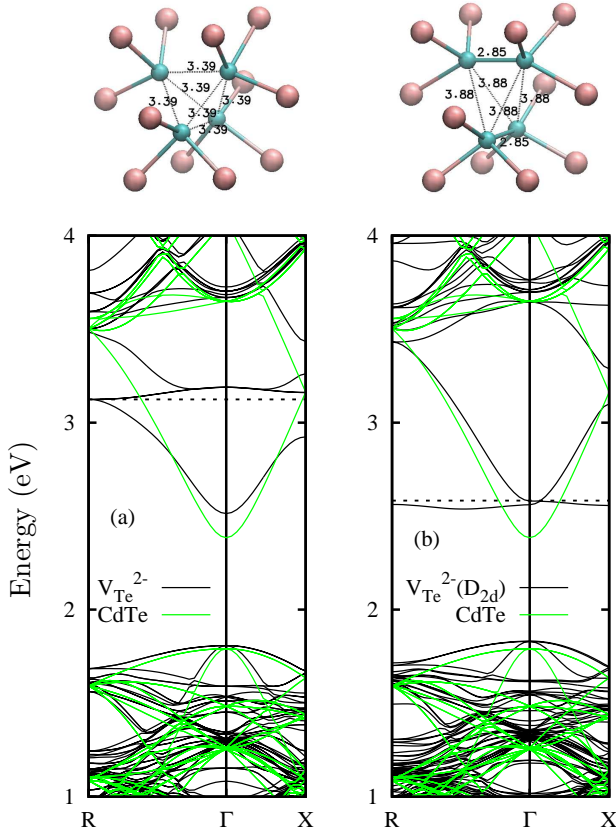 3.39
3.39
3.39
3.39
3.39
3.39
2.85
3.88
3.88
3.88
3.88
2.85
Energy (eV)
4
3
2
1
(a)
V_Te^2-
CdTe
R Γ X
4
3
2
1
(b)
V_Te^2-(D_2d)
CdTe
R Γ X